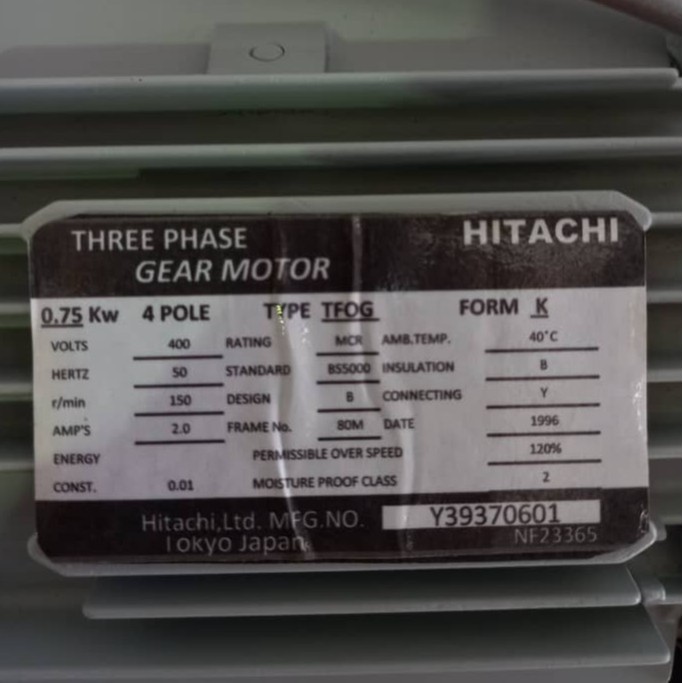 THREE PHASE HITACHI
GEAR MOTOR
0.75 Kw 4 POLE TYPE TFOG FORM K
VOLTS 400 RATING MCR AMB.TEMP. 40°C
HERTZ 50 STANDARD BS5000 INSULATION B
r/min 150 DESIGN B CONNECTING Y
AMP'S 2.0 FRAME No. 80M DATE 1996
ENERGY PERMISSIBLE OVER SPEED 120%
CONST. 0.01 MOISTURE PROOF CLASS 2
Hitachi,Ltd. MFG.NO. Y39370601
Tokyo Japan NF23365